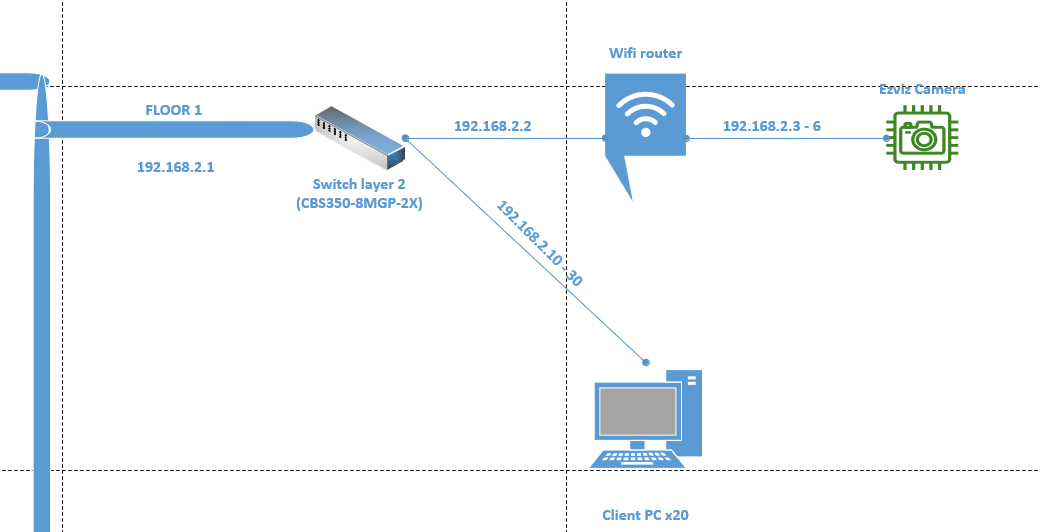 Wifi router
Ezviz Camera
FLOOR 1
192.168.2.2
192.168.2.3 - 6
192.168.2.1
Switch layer 2
(CBS350-8MGP-2X)
192.168.2.10 - 30
Client PC x20